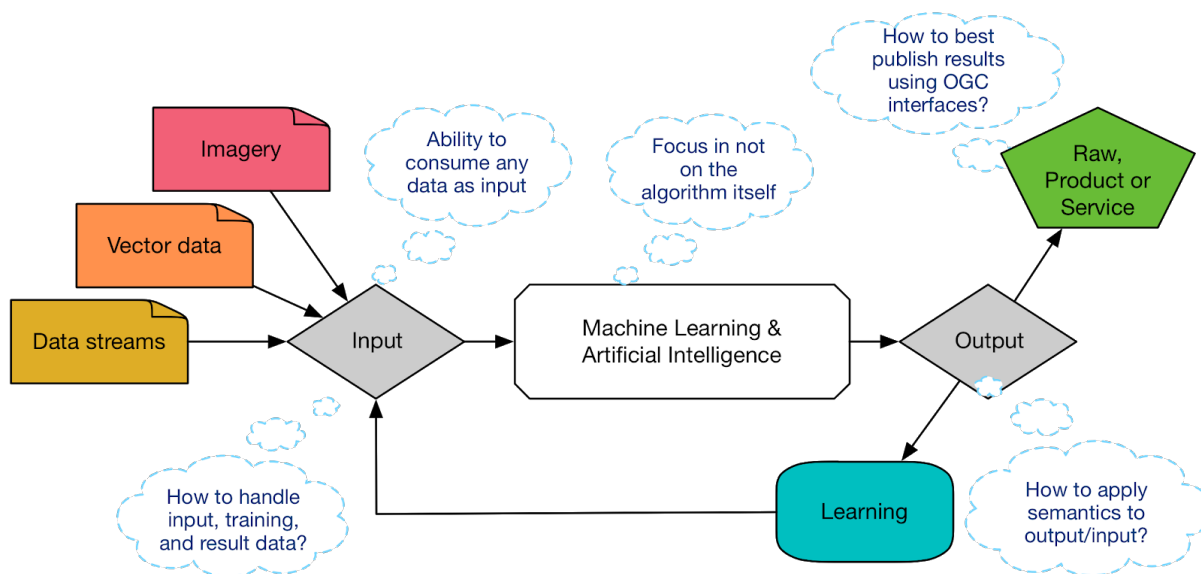 How to best
publish results
using OGC
interfaces?
Imagery
Ability to
consume any
data as input
Focus in not
on the
algorithm itself
Raw,
Product or
Service
Vector data
Data streams
Input
Machine Learning &
Artificial Intelligence
Output
How to handle
input, training,
and result data?
Learning
How to apply
semantics to
output/input?